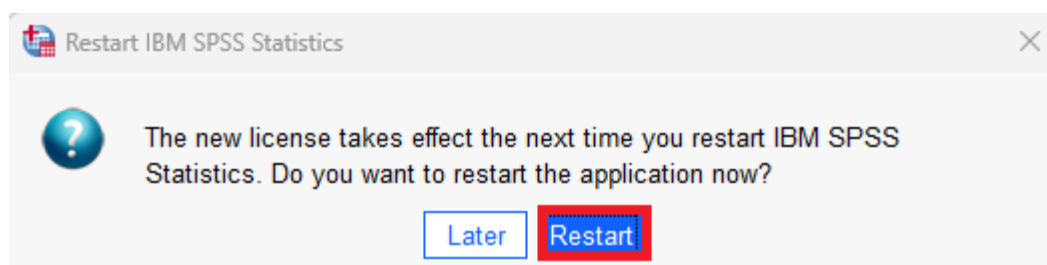 Restart IBM SPSS Statistics
The new license takes effect the next time you restart IBM SPSS
Statistics. Do you want to restart the application now?
Later Restart